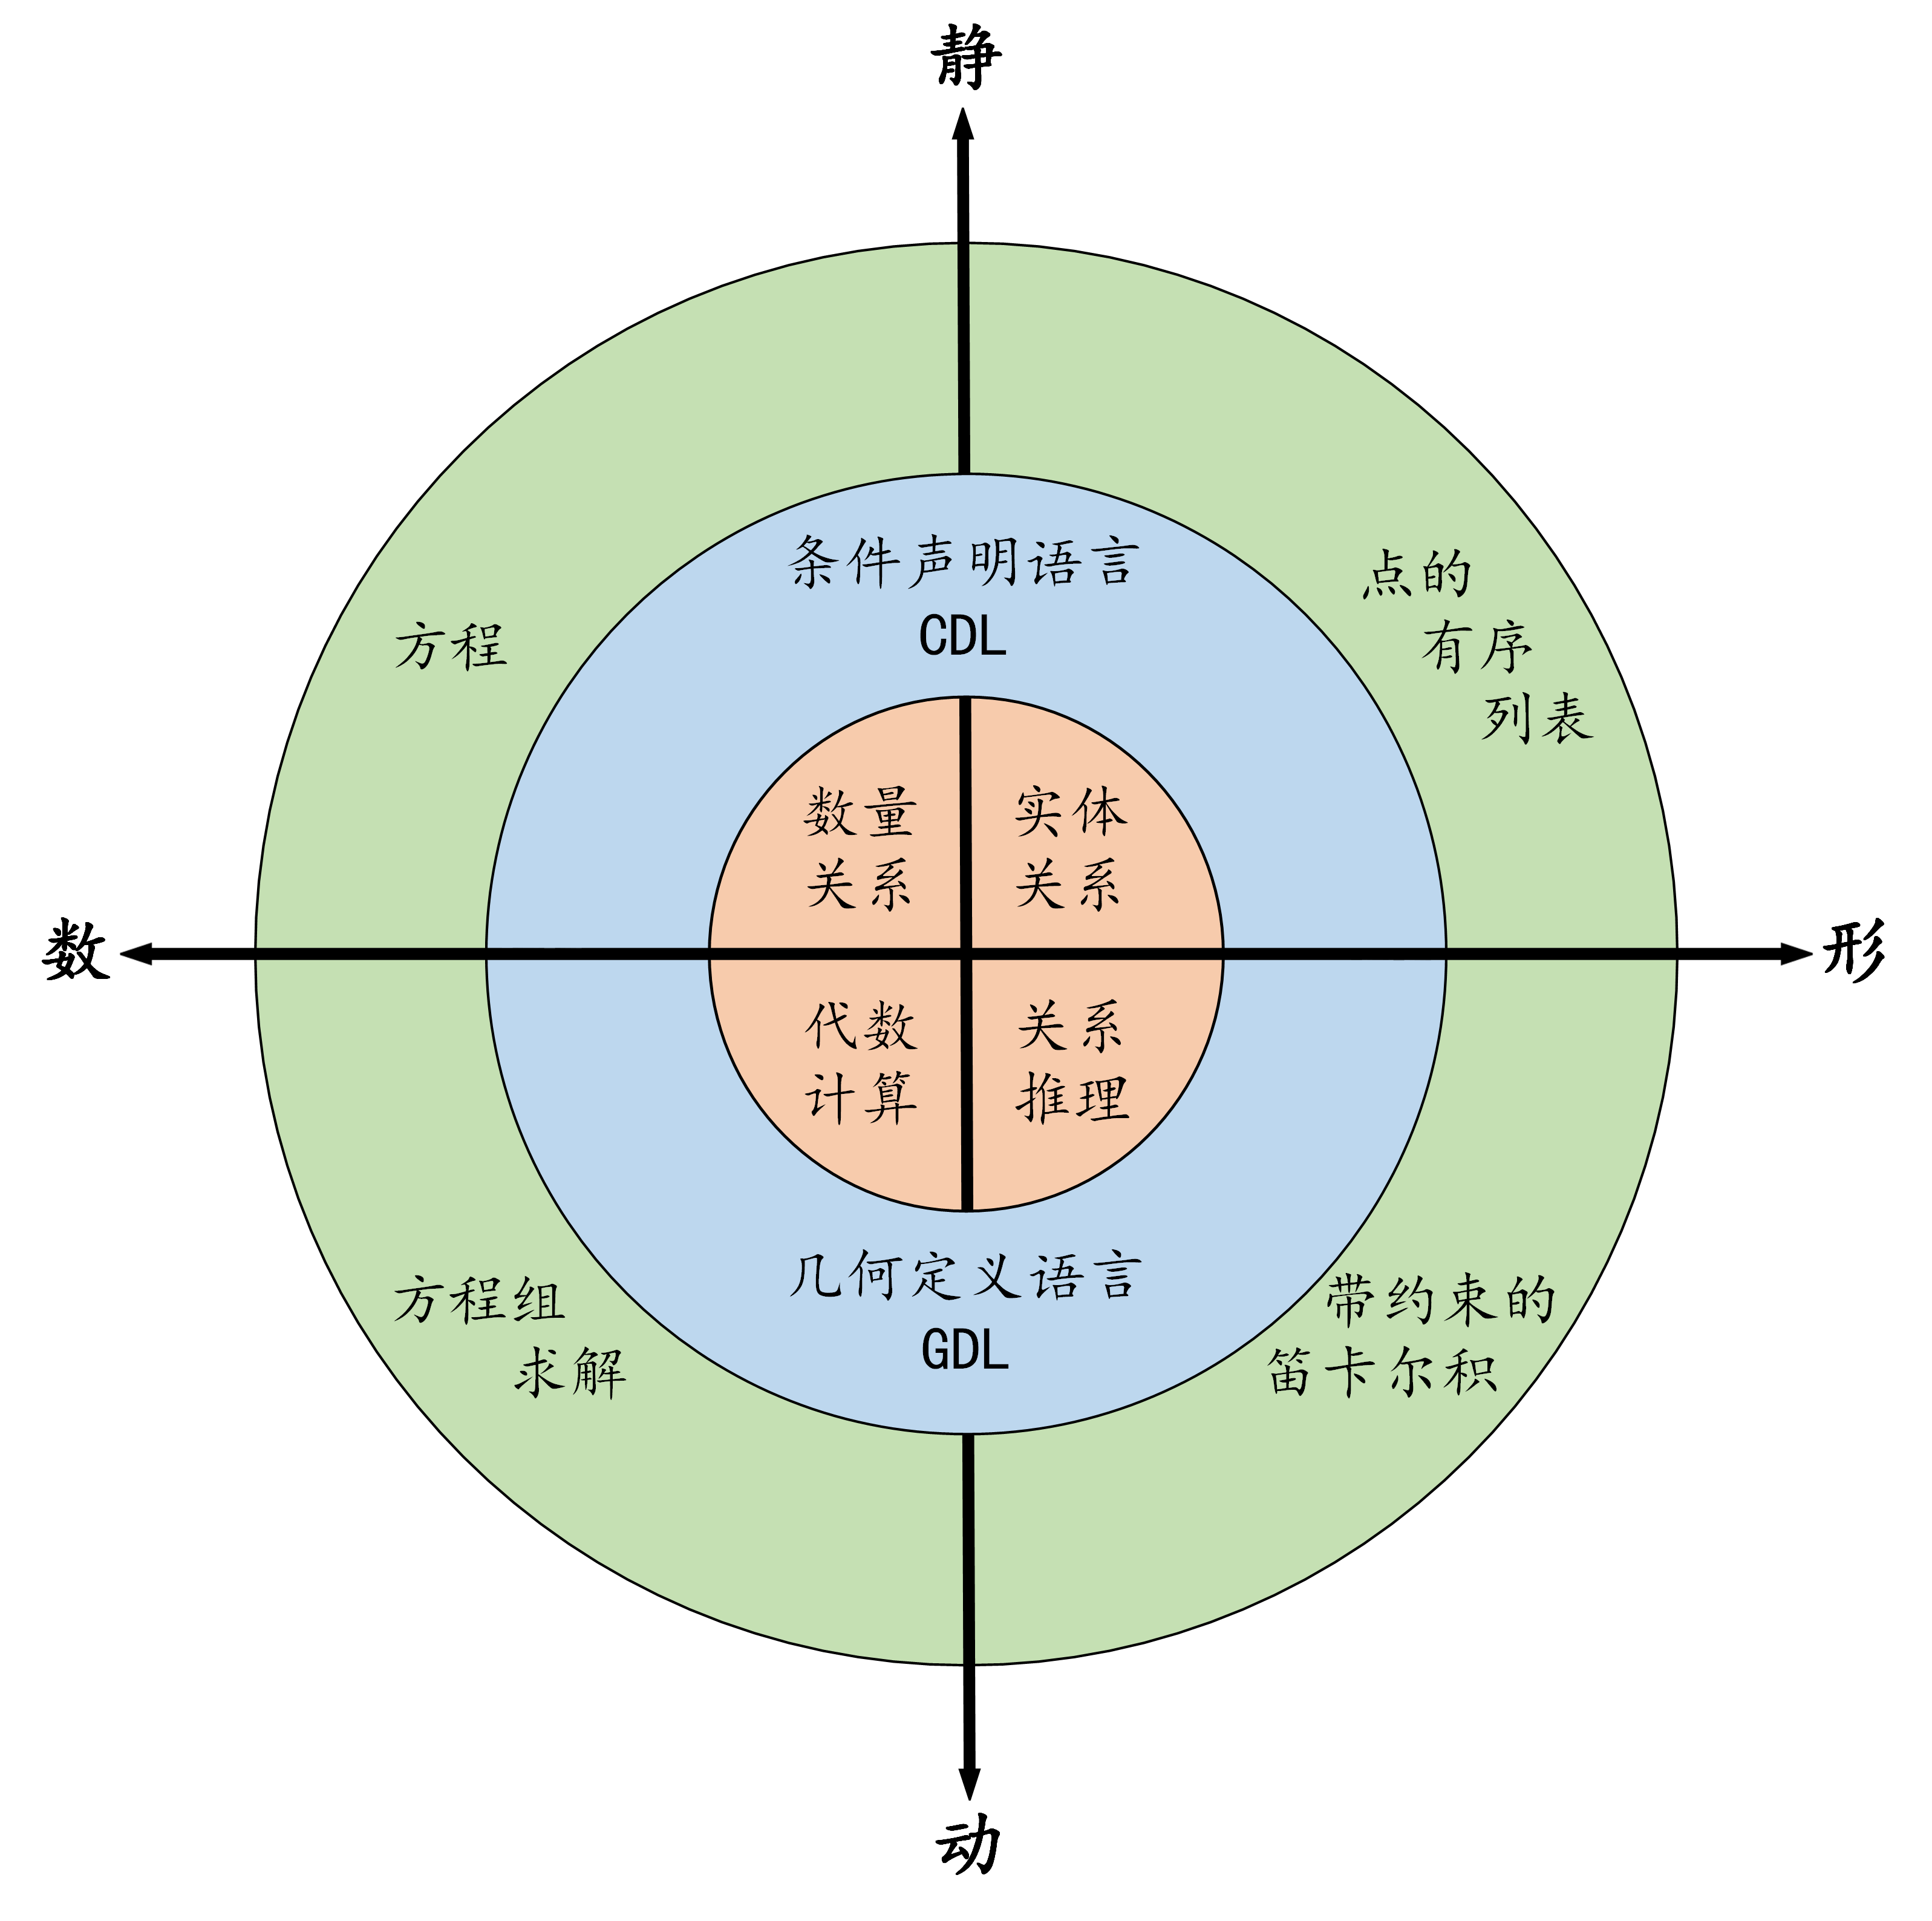 静
条件声明语言
CDL
点的
有序
列表
方程
数量
关系
实体
关系
数
形
代数
计算
关系
推理
几何定义语言
GDL
方程组
求解
带约束的
笛卡尔积
动